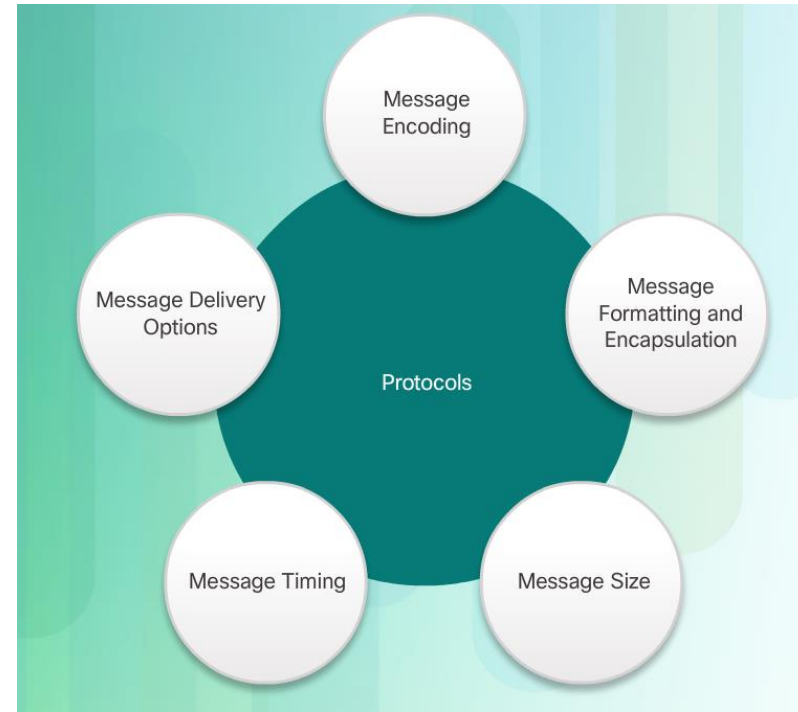 Message
Encoding
Message Delivery
Options
Message
Formatting and
Encapsulation
Protocols
Message Timing
Message Size